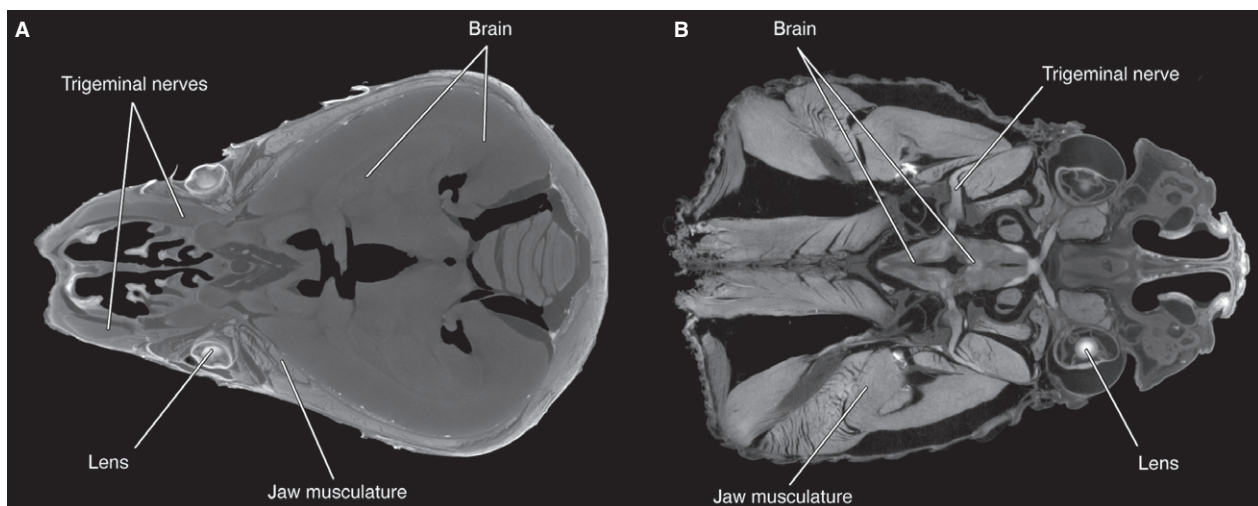 A
Brain
Trigeminal nerves
Lens
Jaw musculature
B
Brain
Trigeminal nerve
Jaw musculature
Lens